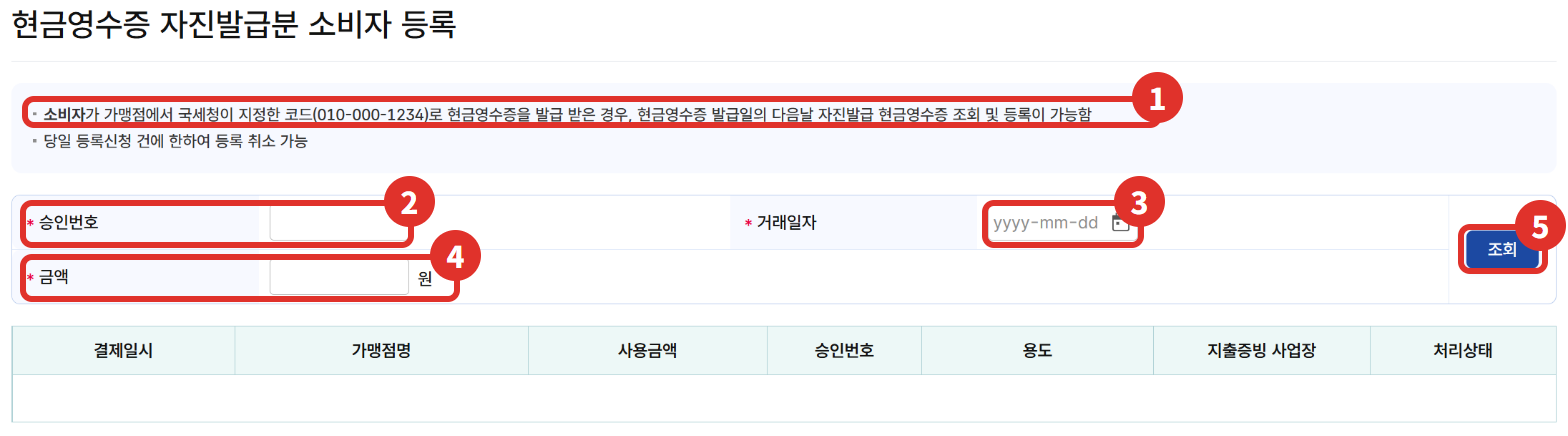 현금영수증 자진발급분 소비자 등록
1
▪ 소비자가 가맹점에서 국세청이 지정한 코드(010-000-1234)로 현금영수증을 발급 받은 경우, 현금영수증 발급일의 다음날 자진발급 현금영수증 조회 및 등록이 가능함
▪ 당일 등록신청 건에 한하여 등록 취소 가능
2 3
* 승인번호 * 거래일자 yyyy-mm-dd
5
조회
4
* 금액 원
결제일시 가맹점명 사용금액 승인번호 용도 지출증빙 사업장 처리상태